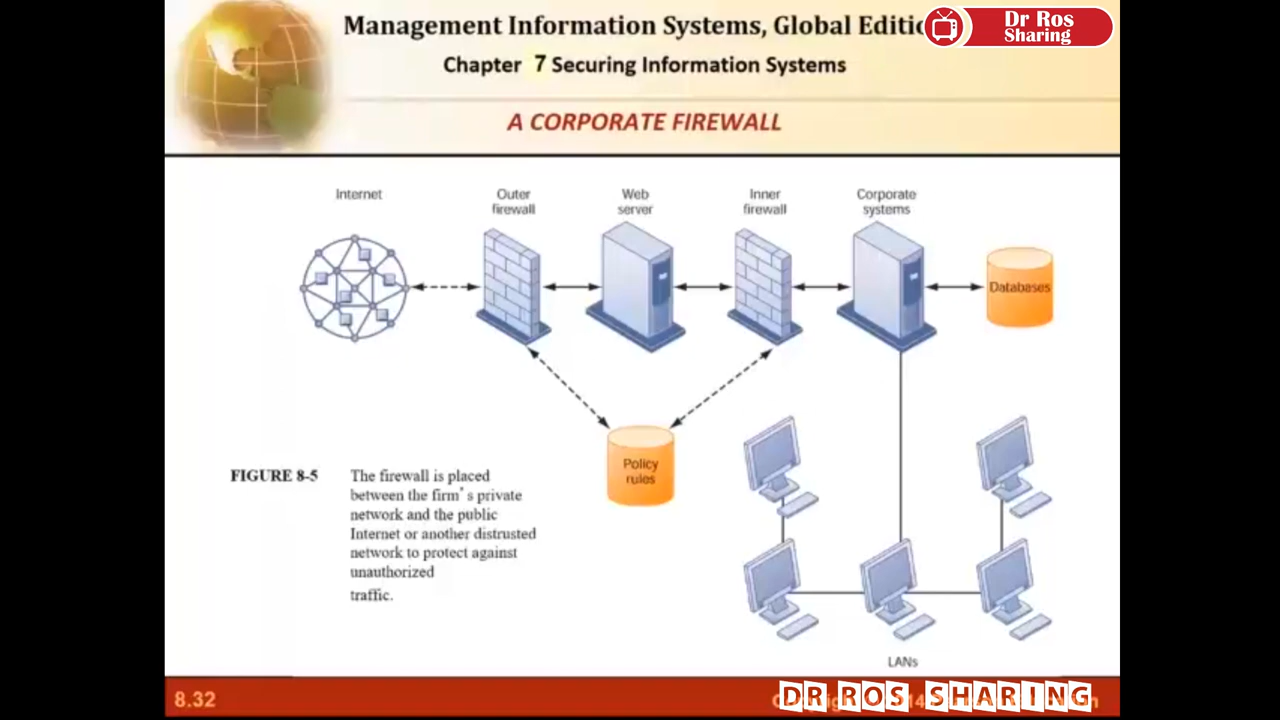 Management Information Systems, Global Editic
Dr Ros
Sharing
Chapter 7 Securing Information Systems
A CORPORATE FIREWALL
Internet
Outer
firewall
Web
server
Inner
firewall
Corporate
systems
Databases
Policy
rules
FIGURE 8-5
The firewall is placed
between the firm's private
network and the public
Internet or another distrusted
network to protect against
unauthorized
traffic.
LANs
8.32
DR ROS SHARING